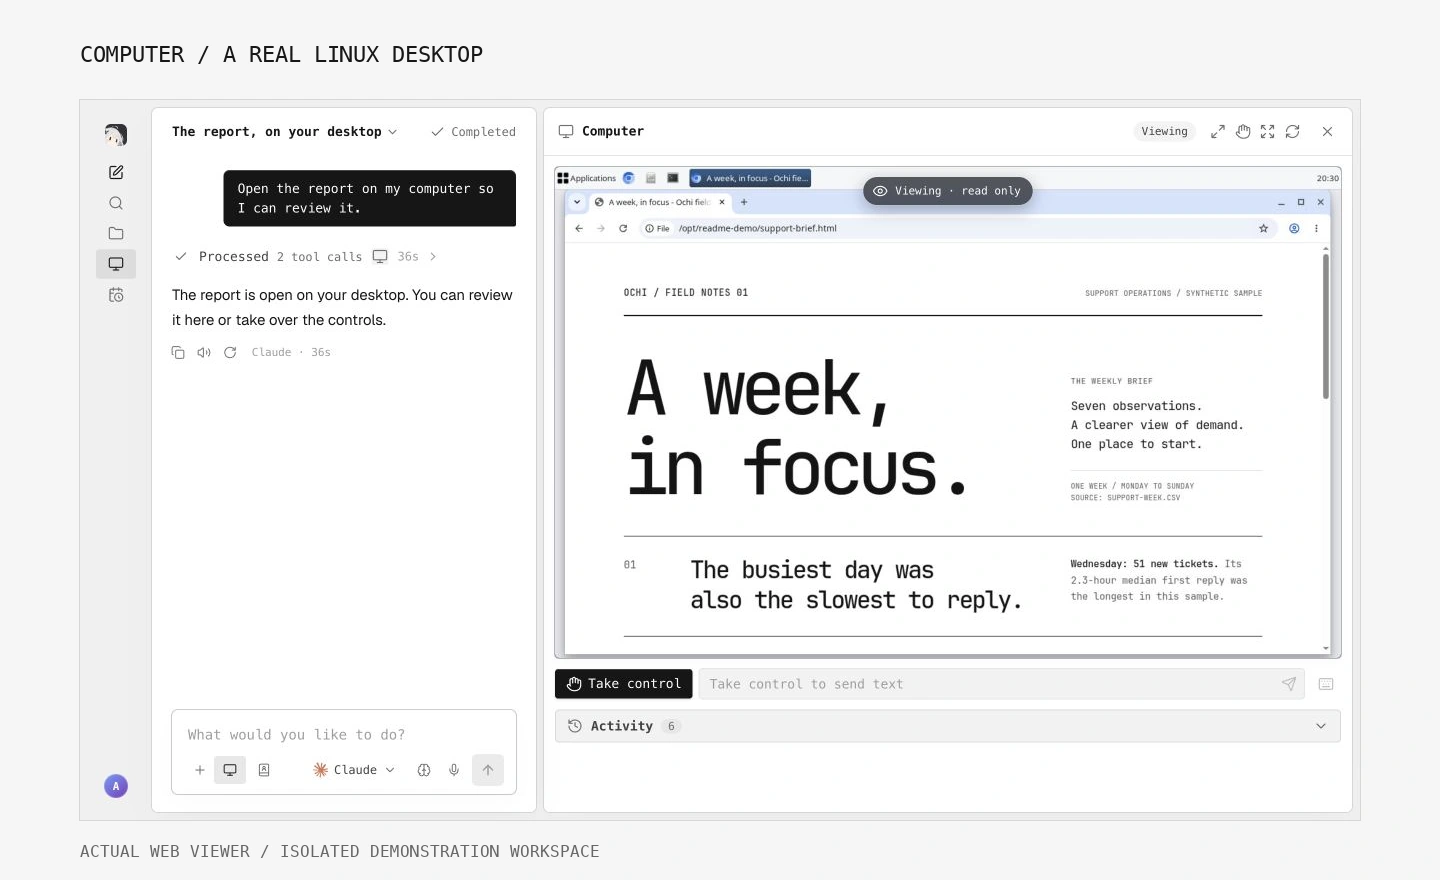 COMPUTER / A REAL LINUX DESKTOP
The report, on your desktop
Completed
Open the report on my computer so
I can review it.
Processed 2 tool calls 36s
The report is open on your desktop. You can review
it here or take over the controls.
Claude · 36s
What would you like to do?
Claude
A
Computer
Viewing
Applications
A week, in focus - Ochi fie...
20:30
Viewing · read only
A week, in focus - Ochi fiel
File /opt/readme-demo/support-brief.html
OCHI / FIELD NOTES 01
SUPPORT OPERATIONS / SYNTHETIC SAMPLE
A week,
in focus.
THE WEEKLY BRIEF
Seven observations.
A clearer view of demand.
One place to start.
ONE WEEK / MONDAY TO SUNDAY
SOURCE: SUPPORT-WEEK.CSV
01
The busiest day was
also the slowest to reply.
Wednesday: 51 new tickets. Its
2.3-hour median first reply was
the longest in this sample.
Take control
Take control to send text
Activity 6
ACTUAL WEB VIEWER / ISOLATED DEMONSTRATION WORKSPACE